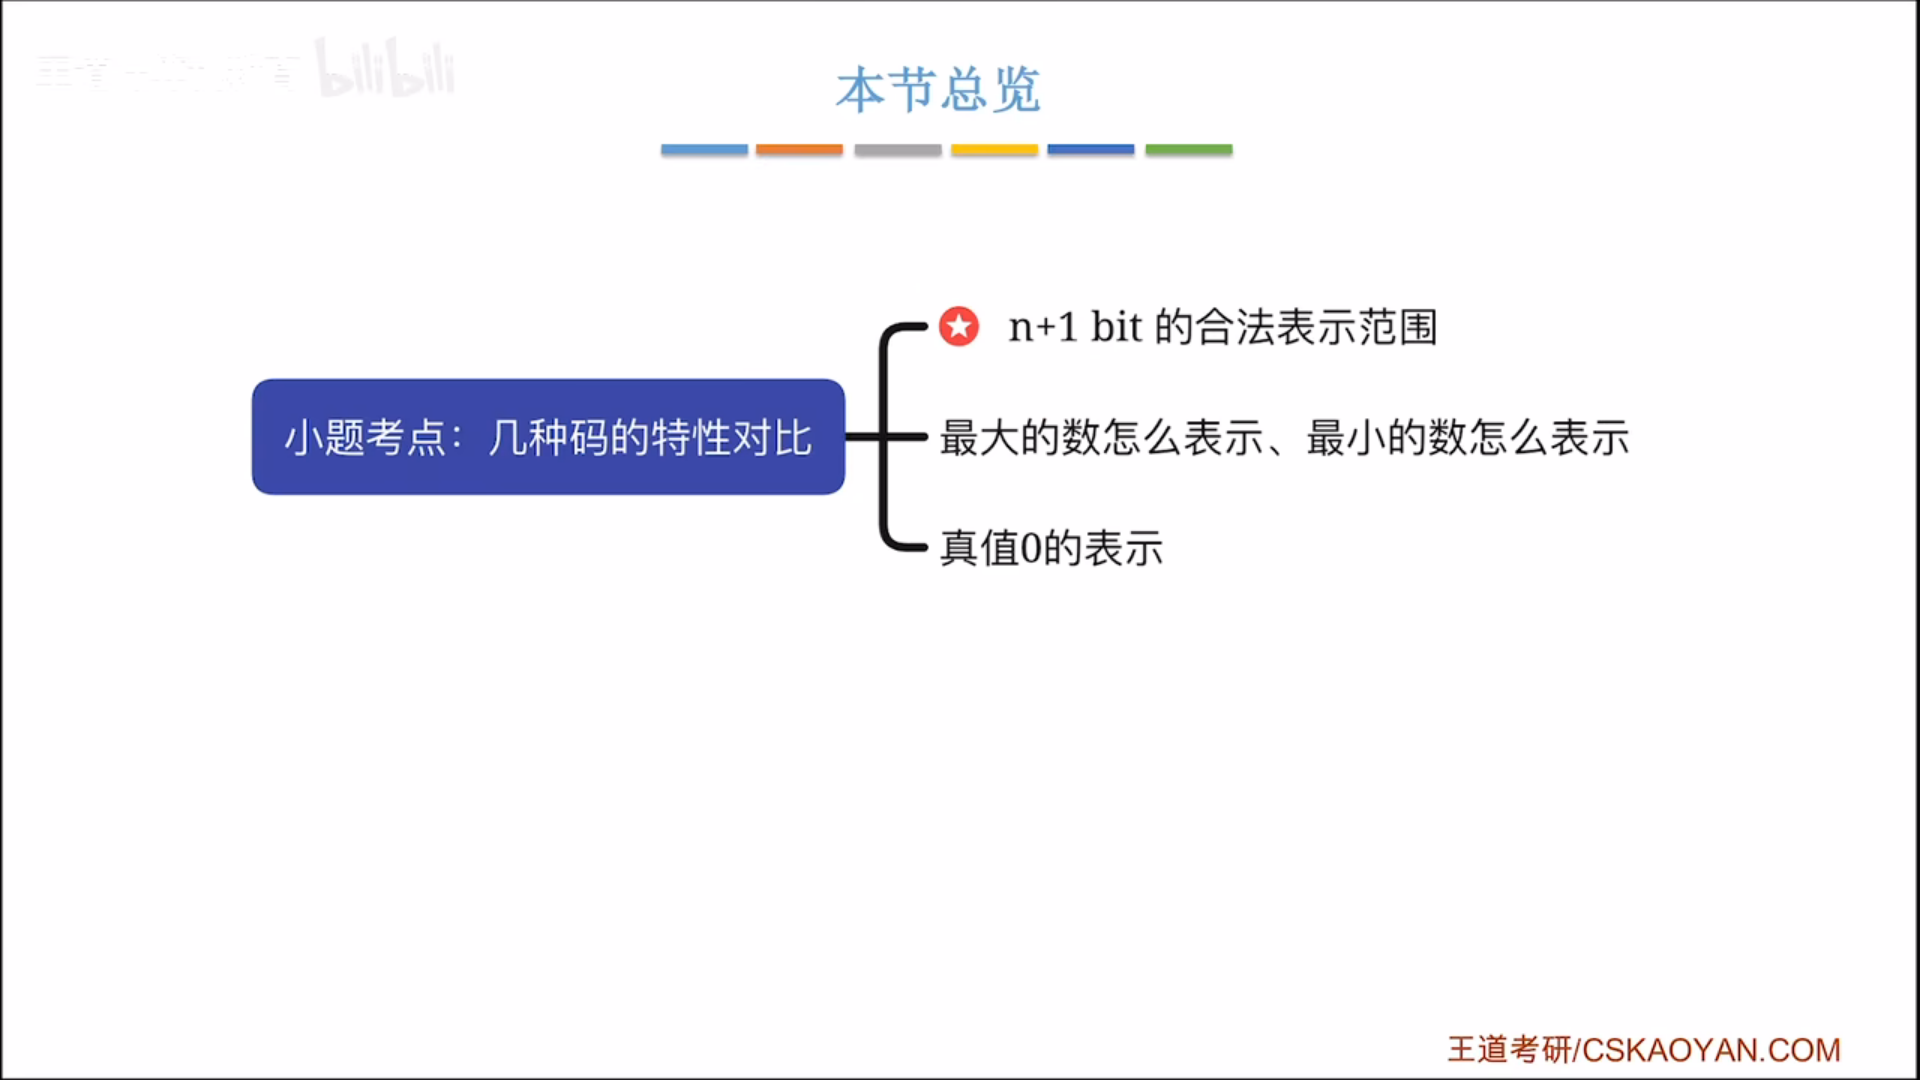 bilibili
本节总览
n+1 bit 的合法表示范围
小题考点：几种码的特性对比
最大的数怎么表示、最小的数怎么表示
真值0的表示
王道考研/CSKAOYAN.COM